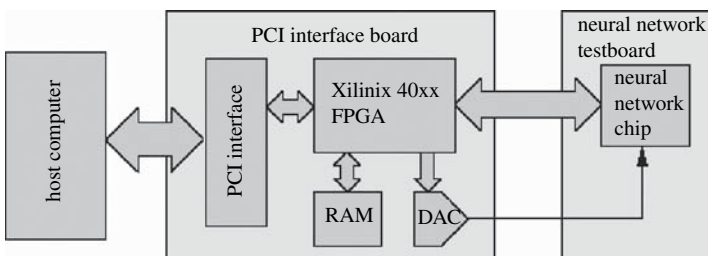 host computer
PCI interface board
PCI interface
Xilinix 40xx
FPGA
RAM
DAC
neural network
testboard
neural
network
chip